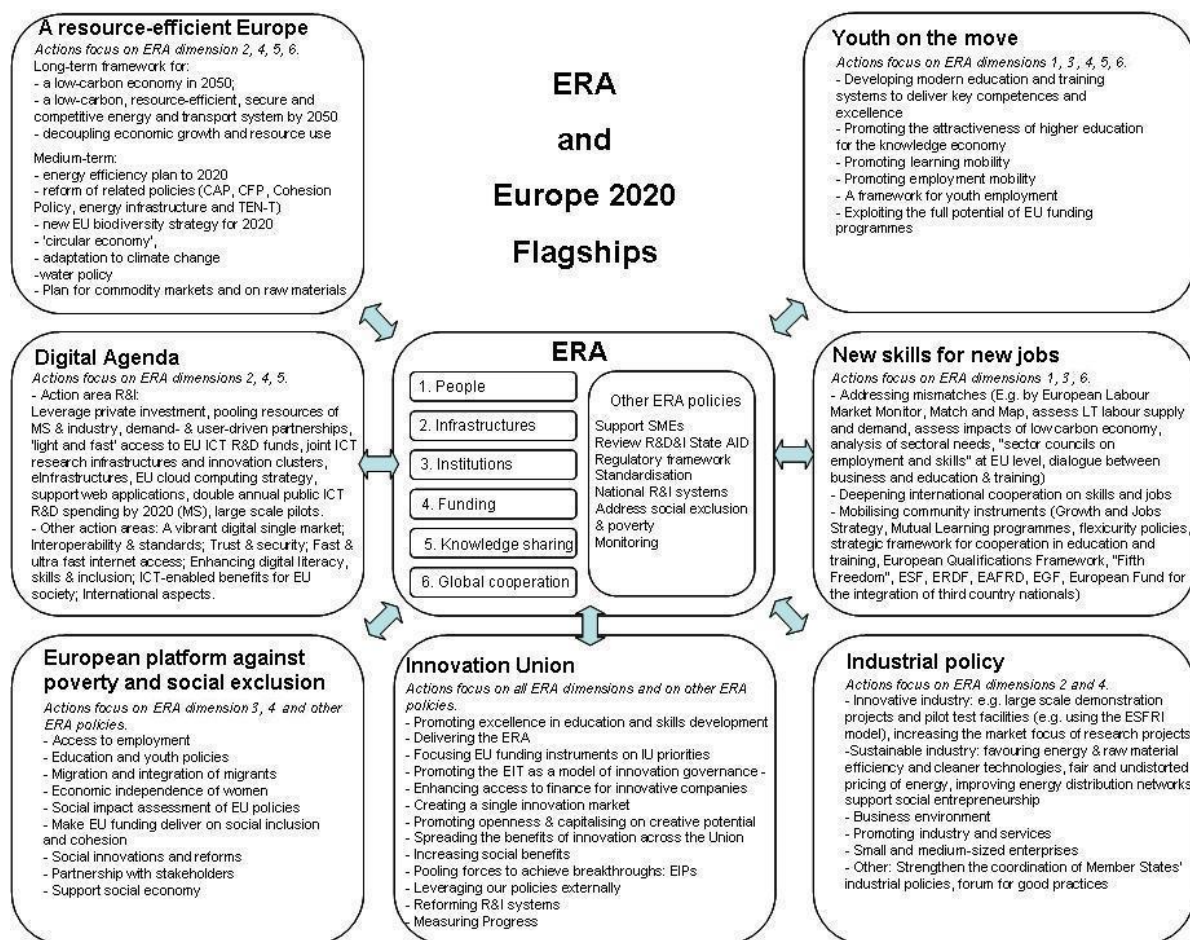 A resource-efficient Europe
Actions focus on ERA dimension 2, 4, 5, 6.
Long-term framework for:
- a low-carbon economy in 2050;
- a low-carbon, resource-efficient, secure and
competitive energy and transport system by 2050
- decoupling economic growth and resource use
Medium-term:
- energy efficiency plan to 2020
- reform of related policies (CAP, CFP, Cohesion
Policy, energy infrastructure and TEN-T)
- new EU biodiversity strategy for 2020
- 'circular economy',
- adaptation to climate change
-water policy
- Plan for commodity markets and on raw materials
ERA
and
Europe 2020
Flagships
Youth on the move
Actions focus on ERA dimensions 1, 3, 4, 5, 6.
- Developing modern education and training
systems to deliver key competences and
excellence
- Promoting the attractiveness of higher education
for the knowledge economy
- Promoting learning mobility
- Promoting employment mobility
- A framework for youth employment
- Exploiting the full potential of EU funding
programmes
Digital Agenda
Actions focus on ERA dimensions 2, 4, 5.
- Action area R&I:
Leverage private investment, pooling resources of
MS & industry, demand- & user-driven partnerships,
'light and fast' access to EU ICT R&D funds, joint ICT
research infrastructures and innovation clusters,
eInfrastructures, EU cloud computing strategy,
support web applications, double annual public ICT
R&D spending by 2020 (MS), large scale pilots.
- Other action areas: A vibrant digital single market;
Interoperability & standards; Trust & security; Fast &
ultra fast internet access; Enhancing digital literacy,
skills & inclusion; ICT-enabled benefits for EU
society; International aspects.
ERA
1. People
2. Infrastructures
3. Institutions
4. Funding
5. Knowledge sharing
6. Global cooperation
Other ERA policies
Support SMEs
Review R&D&I State AID
Regulatory framework
Standardisation
National R&I systems
Address social exclusion
& poverty
Monitoring
New skills for new jobs
Actions focus on ERA dimensions 1, 3, 6.
- Addressing mismatches (E.g. by European Labour
Market Monitor, Match and Map, assess LT labour supply
and demand, assess impacts of low carbon economy,
analysis of sectoral needs, "sector councils on
employment and skills" at EU level, dialogue between
business and education & training)
- Deepening international cooperation on skills and jobs
- Mobilising community instruments (Growth and Jobs
Strategy, Mutual Learning programmes, flexicurity policies,
strategic framework for cooperation in education and
training, European Qualifications Framework, "Fifth
Freedom", ESF, ERDF, EAFRD, EGF, European Fund for
the integration of third country nationals)
European platform against
poverty and social exclusion
Actions focus on ERA dimension 3, 4 and other
ERA policies.
- Access to employment
- Education and youth policies
- Migration and integration of migrants
- Economic independence of women
- Social impact assessment of EU policies
- Make EU funding deliver on social inclusion
and cohesion
- Social innovations and reforms
- Partnership with stakeholders
- Support social economy
Innovation Union
Actions focus on all ERA dimensions and on other ERA
policies.
- Promoting excellence in education and skills development
- Delivering the ERA
- Focusing EU funding instruments on IU priorities
- Promoting the EIT as a model of innovation governance -
- Enhancing access to finance for innovative companies
- Creating a single innovation market
- Promoting openness & capitalising on creative potential
- Spreading the benefits of innovation across the Union
- Increasing social benefits
- Pooling forces to achieve breakthroughs: EIPs
- Leveraging our policies externally
- Reforming R&I systems
- Measuring Progress
Industrial policy
Actions focus on ERA dimensions 2 and 4.
- Innovative industry: e.g. large scale demonstration
projects and pilot test facilities (e.g. using the ESFRI
model), increasing the market focus of research projects
-Sustainable industry: favouring energy & raw material
efficiency and cleaner technologies, fair and undistorted
pricing of energy, improving energy distribution networks
support social entrepreneurship
- Business environment
- Promoting industry and services
- Small and medium-sized enterprises
- Other: Strengthen the coordination of Member States'
industrial policies, forum for good practices